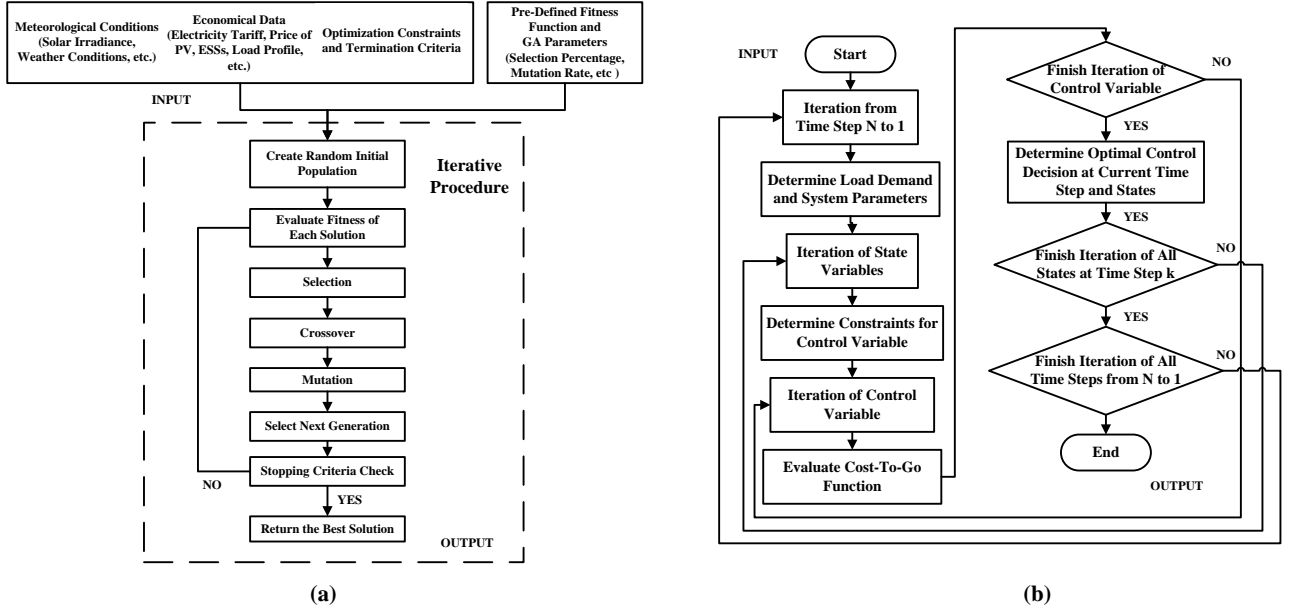 Meteorological Conditions
(Solar Irradiance,
Weather Conditions, etc.)
Economical Data
(Electricity Tariff, Price of
PV, ESSs, Load Profile,
etc.)
Optimization Constraints
and Termination Criteria
Pre-Defined Fitness
Function and
GA Parameters
(Selection Percentage,
Mutation Rate, etc )
INPUT
Iterative
Procedure
Create Random Initial
Population
Evaluate Fitness of
Each Solution
Selection
Crossover
Mutation
Select Next Generation
Stopping Criteria Check
NO
YES
Return the Best Solution
OUTPUT
(a)
INPUT
Start
Iteration from
Time Step N to 1
Determine Load Demand
and System Parameters
Iteration of State
Variables
Determine Constraints for
Control Variable
Iteration of Control
Variable
Evaluate Cost-To-Go
Function
Finish Iteration of
Control Variable
NO
YES
Determine Optimal Control
Decision at Current Time
Step and States
YES
Finish Iteration of All
States at Time Step k
NO
YES
Finish Iteration of All
Time Steps from N to 1
NO
End
OUTPUT
(b)